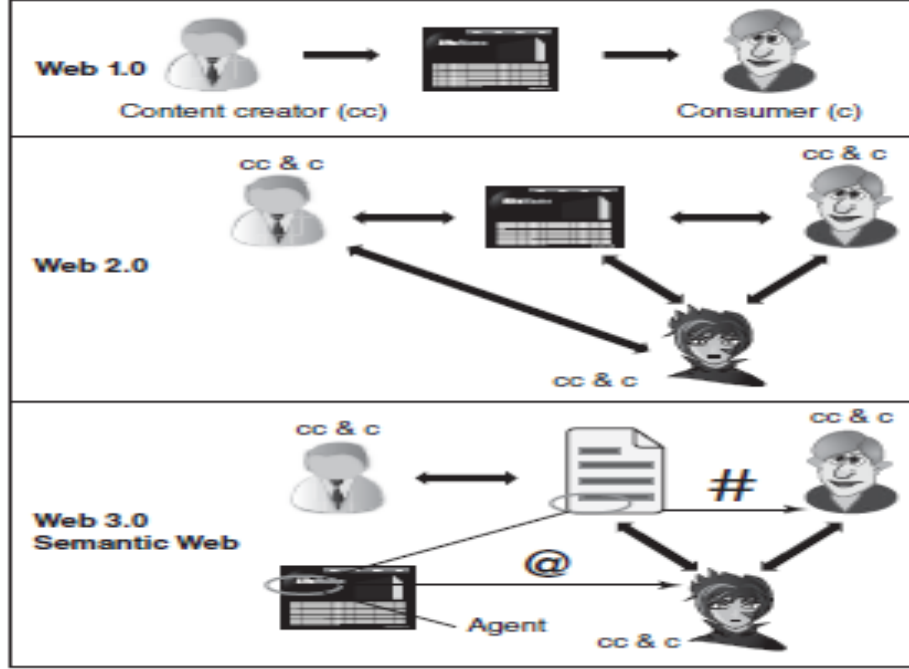 Web 1.0
Content creator (cc)
Consumer (c)
cc & c
cc & c
Web 2.0
cc & c
cc & c
cc & c
#
Web 3.0
Semantic Web
@
Agent
cc & c